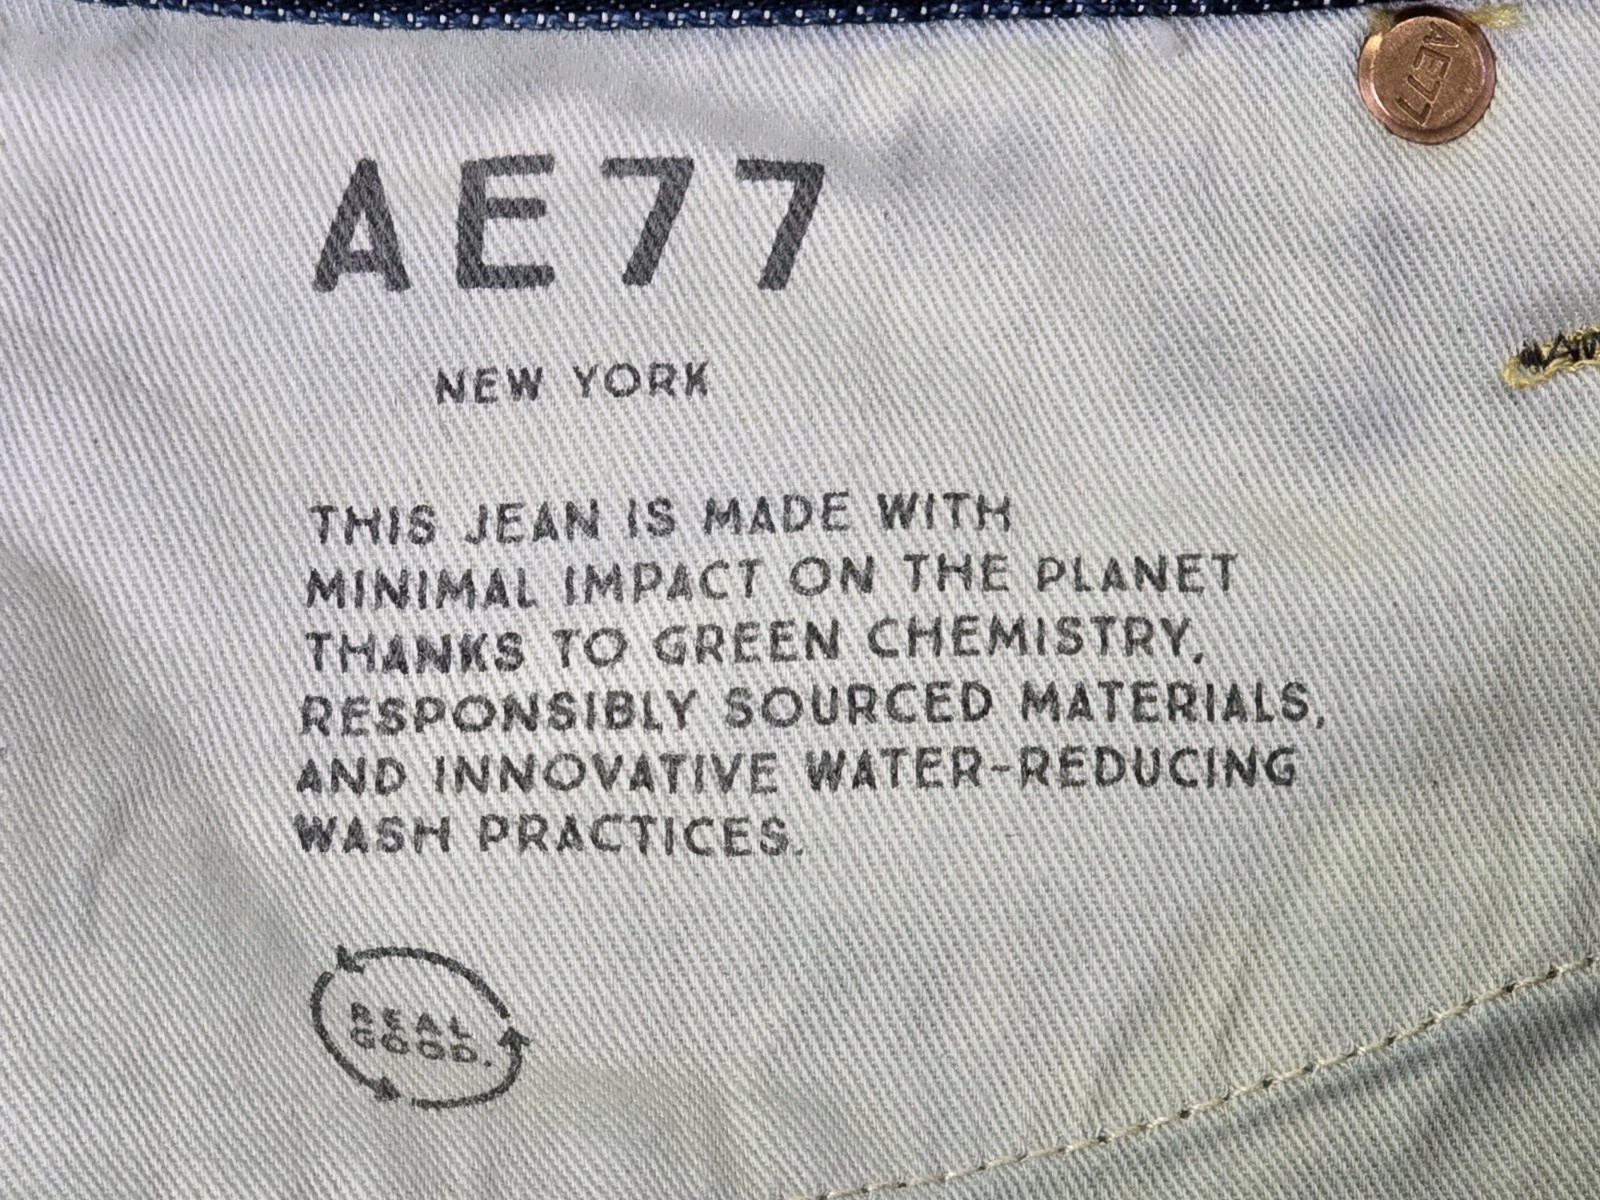 AE77
AE77
NEW YORK
THIS JEAN IS MADE WITH
MINIMAL IMPACT ON THE PLANET
THANKS TO GREEN CHEMISTRY,
RESPONSIBLY SOURCED MATERIALS,
AND INNOVATIVE WATER-REDUCING
WASH PRACTICES.
REAL
GOOD.